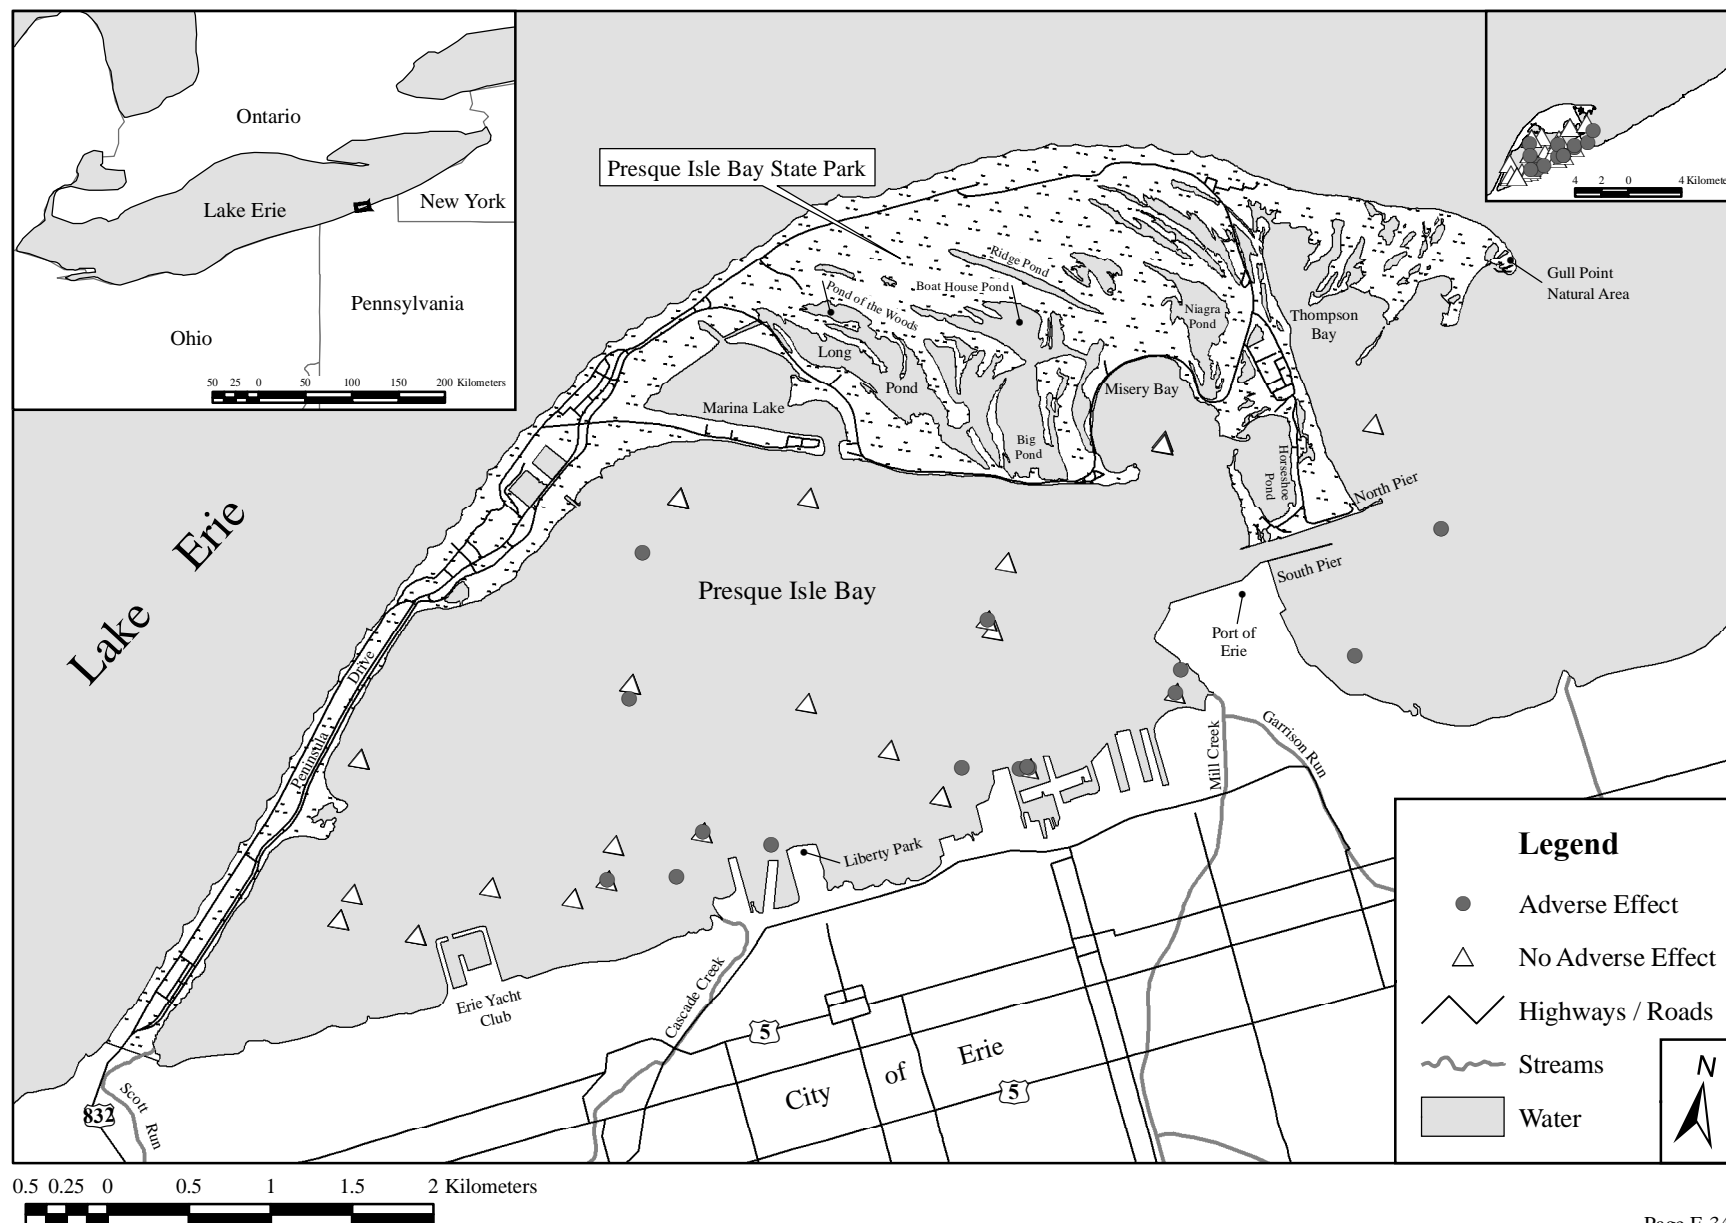 Ontario
Lake Erie
New York
Pennsylvania
Ohio
50 25 0 50 100 150 200 Kilometers
4 2 0 4 Kilomete
Presque Isle Bay State Park
Ridge Pond
Boat House Pond
Pond of the Woods
Long
Pond
Niagra
Pond
Thompson
Bay
Gull Point
Natural Area
Marina Lake
Misery Bay
Big
Pond
Horseshoe
Pond
North Pier
South Pier
Port of
Erie
Lake Erie
Presque Isle Bay
Peninsula Drive
Mill Creek
Garrison Run
Liberty Park
Erie Yacht
Club
Cascade Creek
5
City of Erie
5
Scott Run
832
Legend
Adverse Effect
No Adverse Effect
Highways / Roads
Streams
Water
N
0.5 0.25 0 0.5 1 1.5 2 Kilometers